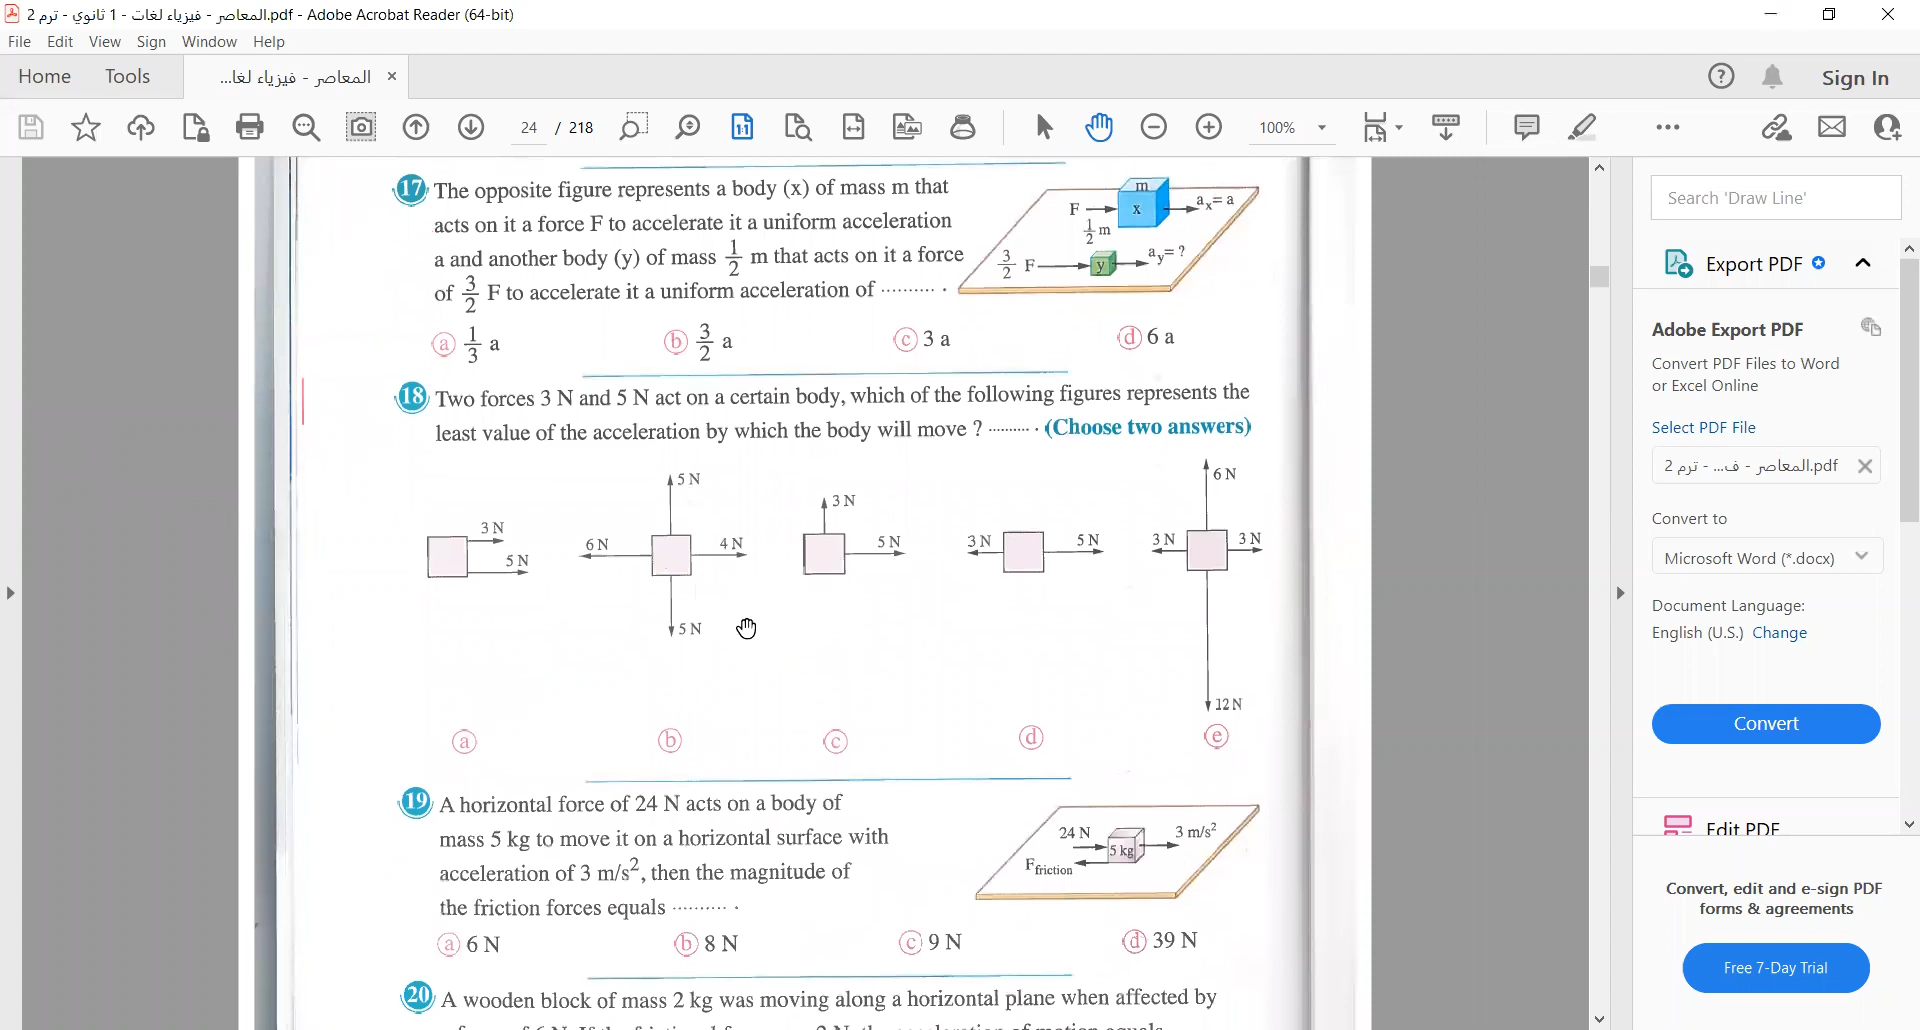 المعاصر - فيزياء لغات - 1 ثانوي - ترم 2.pdf - Adobe Acrobat Reader (64-bit)
File Edit View Sign Window Help
Home Tools المعاصر - فيزياء لغا... × Sign In
24 / 218 1:1 100%
17 The opposite figure represents a body (x) of mass m that
acts on it a force F to accelerate it a uniform acceleration
a and another body (y) of mass 1/2 m that acts on it a force
of 3/2 F to accelerate it a uniform acceleration of .......... .
m
F x aₓ= a
1/2 m
3/2 F y a_y= ?
ⓐ 1/3 a ⓑ 3/2 a ⓒ 3 a ⓓ 6 a
18 Two forces 3 N and 5 N act on a certain body, which of the following figures represents the
least value of the acceleration by which the body will move ? .......... . (Choose two answers)
3 N
5 N
5 N
6 N 4 N
5 N
3 N
5 N
3 N 5 N
6 N
3 N 3 N
12 N
ⓐ ⓑ ⓒ ⓓ ⓔ
19 A horizontal force of 24 N acts on a body of
mass 5 kg to move it on a horizontal surface with
acceleration of 3 m/s², then the magnitude of
the friction forces equals .......... .
24 N 5 kg 3 m/s²
F friction
ⓐ 6 N ⓑ 8 N ⓒ 9 N ⓓ 39 N
20 A wooden block of mass 2 kg was moving along a horizontal plane when affected by
Search 'Draw Line'
Export PDF
Adobe Export PDF
Convert PDF Files to Word
or Excel Online
Select PDF File
المعاصر - ف... - ترم 2.pdf
Convert to
Microsoft Word (*.docx)
Document Language:
English (U.S.) Change
Convert
Edit PDF
Convert, edit and e-sign PDF
forms & agreements
Free 7-Day Trial